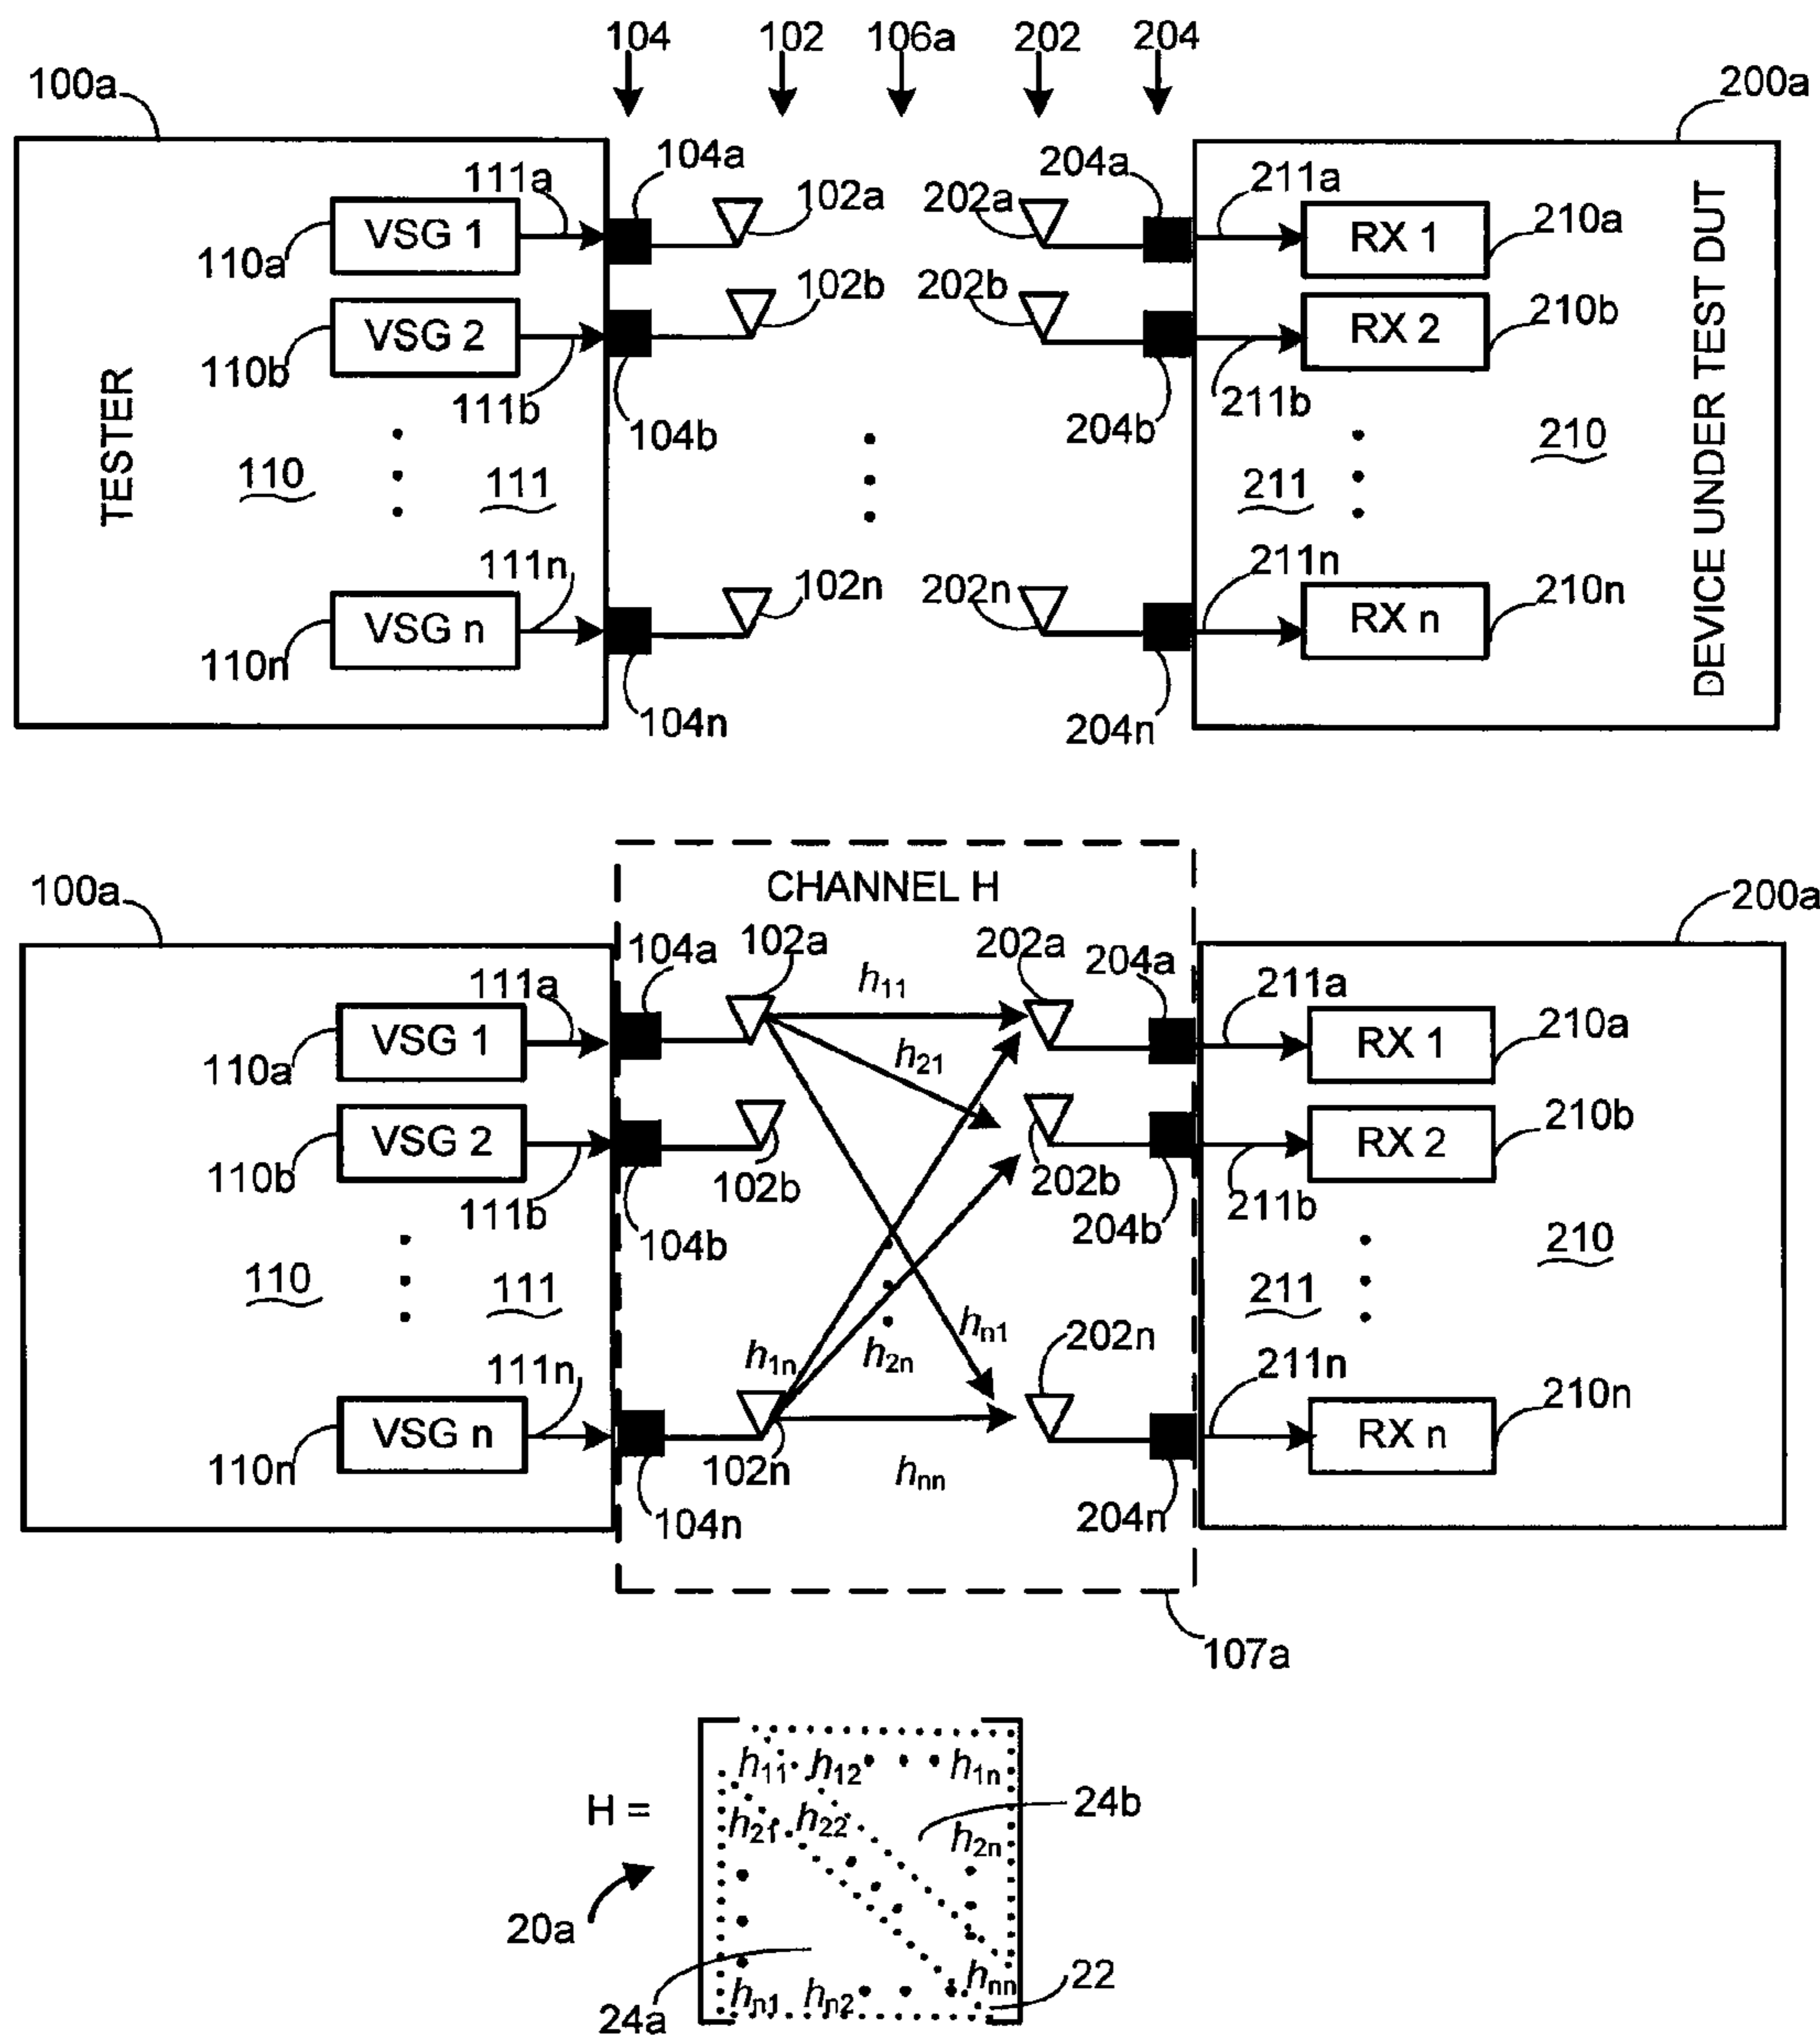 104 102 106a 202 204
100a 200a
104a 204a
111a 102a 202a 211a
VSG 1 RX 1 210a
110a
102b 202b
VSG 2 RX 2 210b
110b 111b 104b 204b 211b
TESTER
110 111 211 210
DEVICE UNDER TEST DUT
111n 102n 202n 211n
VSG n RX n 210n
110n
104n 204n
CHANNEL H
100a 200a
104a 102a 202a 204a
111a h11 211a
VSG 1 RX 1 210a
110a h21
VSG 2 RX 2 210b
110b 102b 202b
111b 104b 204b 211b
110 111 211 210
hn1 202n
111n h1n h2n 211n
VSG n RX n 210n
110n 102n hnn
104n 204n
107a
h11 h12 h1n
H = 24b
h21 h22 h2n
20a
hnn 22
hn1 hn2
24a